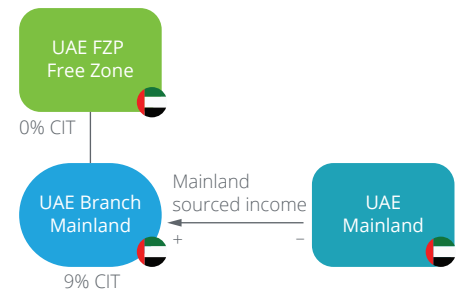 UAE FZP
Free Zone
0% CIT
UAE Branch
Mainland
9% CIT
Mainland
sourced income
+
–
UAE
Mainland